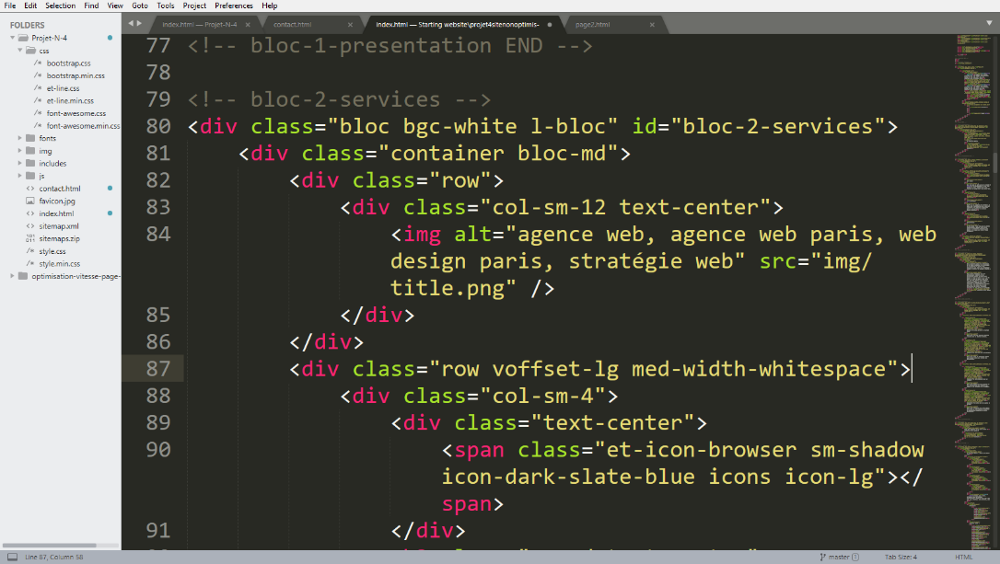 File Edit Selection Find View Goto Tools Project Preferences Help
index.html — Projet-N-4 × contact.html × index.html — Starting website\projet4sitenonoptimis- page2.html ×
FOLDERS
Projet-N-4
css
bootstrap.css
bootstrap.min.css
et-line.css
et-line.min.css
font-awesome.css
font-awesome.min.css
fonts
img
includes
js
contact.html
favicon.jpg
index.html
sitemap.xml
sitemaps.zip
style.css
style.min.css
optimisation-vitesse-page-
77 <!-- bloc-1-presentation END -->
78
79 <!-- bloc-2-services -->
80 <div class="bloc bgc-white l-bloc" id="bloc-2-services">
81 <div class="container bloc-md">
82 <div class="row">
83 <div class="col-sm-12 text-center">
84 <img alt="agence web, agence web paris, web
design paris, stratégie web" src="img/
title.png" />
85 </div>
86 </div>
87 <div class="row voffset-lg med-width-whitespace">
88 <div class="col-sm-4">
89 <div class="text-center">
90 <span class="et-icon-browser sm-shadow
icon-dark-slate-blue icons icon-lg"></
span>
91 </div>
Line 87, Column 58 master 1 Tab Size: 4 HTML